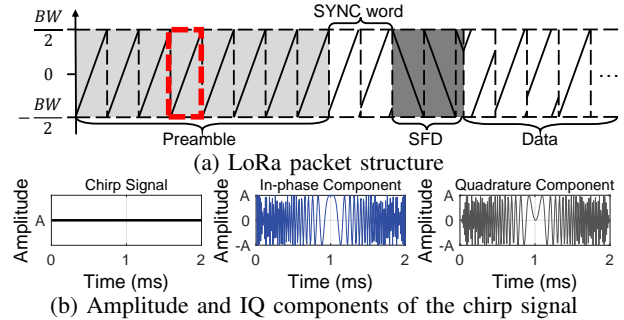 SYNC word
BW
2
0
BW
2
-
...
Preamble
SFD
Data
(a) LoRa packet structure
Chirp Signal
In-phase Component
Quadrature Component
Amplitude
A
0
1
2
Time (ms)
Amplitude
A
0
-A
0
1
2
Time (ms)
Amplitude
A
0
-A
0
1
2
Time (ms)
(b) Amplitude and IQ components of the chirp signal